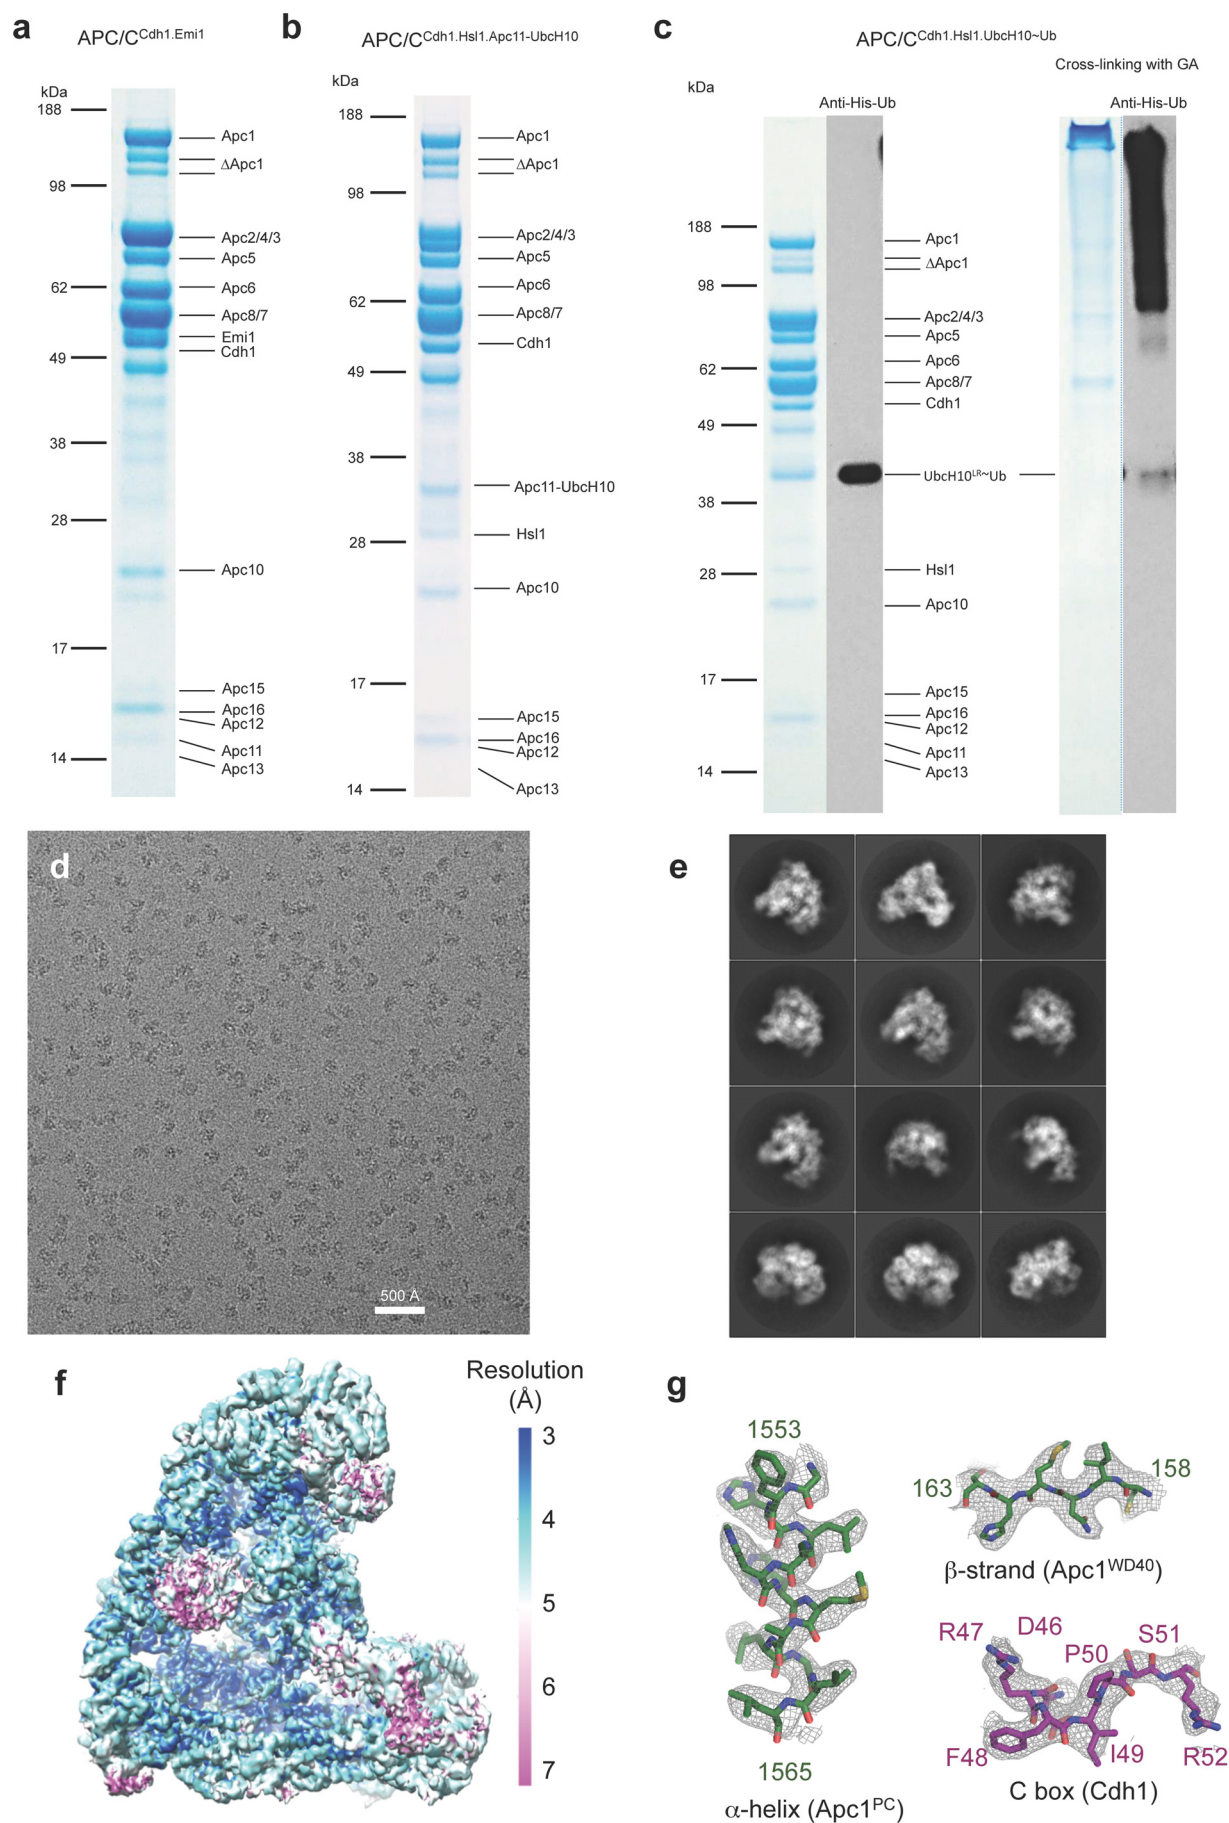 a
APC/C^Cdh1.Emi1
kDa
188
98
62
49
38
28
17
14
Apc1
ΔApc1
Apc2/4/3
Apc5
Apc6
Apc8/7
Emi1
Cdh1
Apc10
Apc15
Apc16
Apc12
Apc11
Apc13
b
APC/C^Cdh1.Hsl1.Apc11-UbcH10
kDa
188
98
62
49
38
28
17
14
Apc1
ΔApc1
Apc2/4/3
Apc5
Apc6
Apc8/7
Cdh1
Apc11-UbcH10
Hsl1
Apc10
Apc15
Apc16
Apc12
Apc13
c
APC/C^Cdh1.Hsl1.UbcH10~Ub
Cross-linking with GA
kDa
Anti-His-Ub
Anti-His-Ub
188
98
62
49
38
28
17
14
Apc1
ΔApc1
Apc2/4/3
Apc5
Apc6
Apc8/7
Cdh1
UbcH10^LR~Ub
Hsl1
Apc10
Apc15
Apc16
Apc12
Apc11
Apc13
d
500 Å
e
f
Resolution
(Å)
3
4
5
6
7
g
1553
1565
α-helix (Apc1^PC)
163
158
β-strand (Apc1^WD40)
R47
D46
P50
S51
F48
I49
R52
C box (Cdh1)